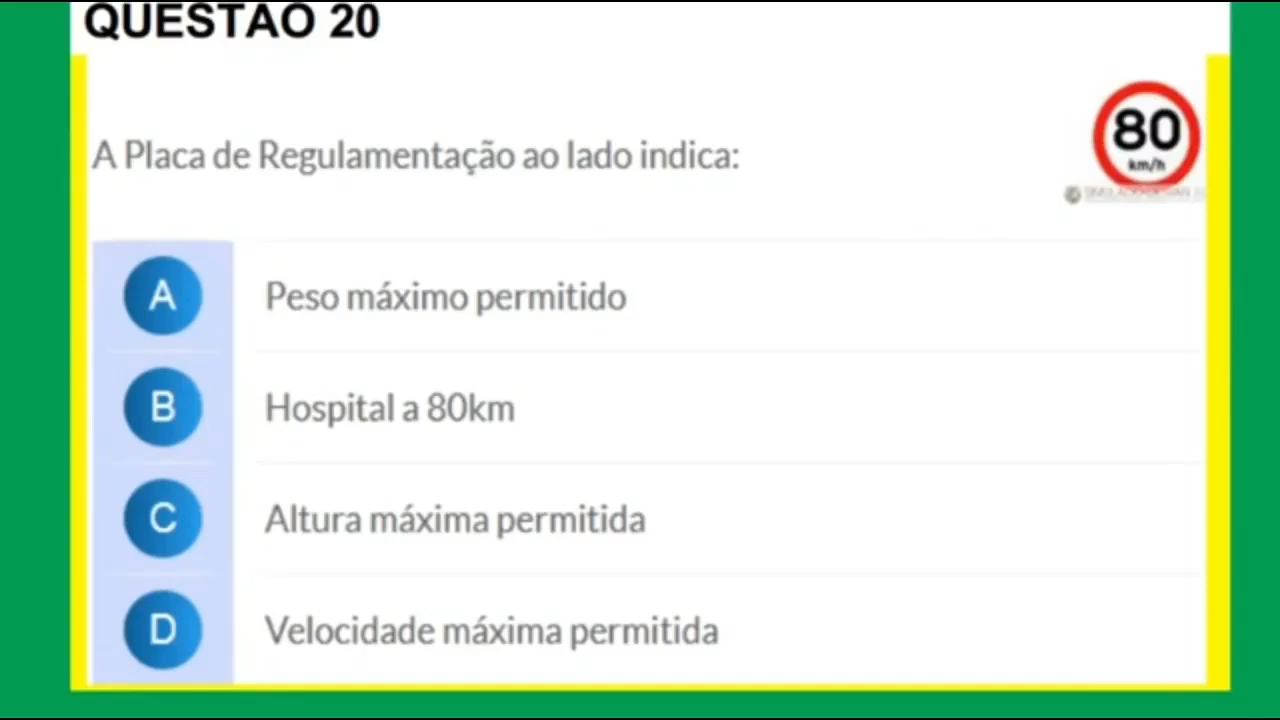 QUESTÃO 20
A Placa de Regulamentação ao lado indica:
80
km/h
A Peso máximo permitido
B Hospital a 80km
C Altura máxima permitida
D Velocidade máxima permitida